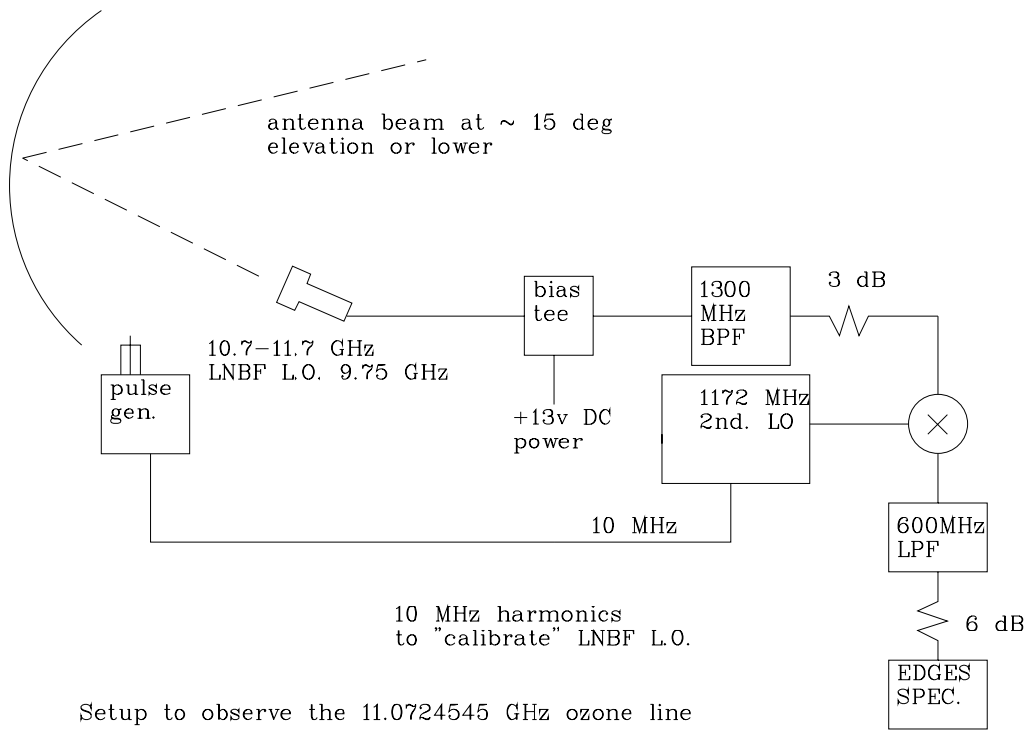 antenna beam at ~ 15 deg
elevation or lower
3 dB
bias
tee
1300
MHz
BPF
10.7-11.7 GHz
LNBF L.O. 9.75 GHz
pulse
gen.
+13v DC
power
1172 MHz
2nd. LO
10 MHz
600MHz
LPF
10 MHz harmonics
to "calibrate" LNBF L.O.
6 dB
EDGES
SPEC.
Setup to observe the 11.0724545 GHz ozone line